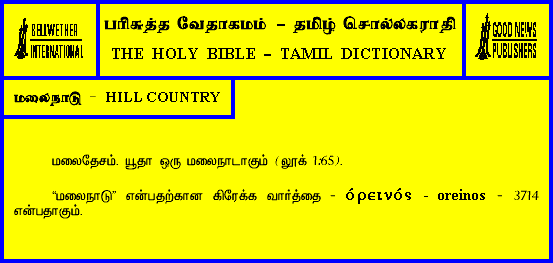 BELLWETHER
INTERNATIONAL
பரிசுத்த வேதாகமம் - தமிழ் சொல்லகராதி
THE HOLY BIBLE - TAMIL DICTIONARY
GOOD NEWS
PUBLISHERS
மலைநாடு - HILL COUNTRY
மலைதேசம். யூதா ஒரு மலைநாடாகும் (லூக் 1:65).
“மலைநாடு” என்பதற்கான கிரேக்க வார்த்தை - ὀρεινός - oreinos - 3714
என்பதாகும்.